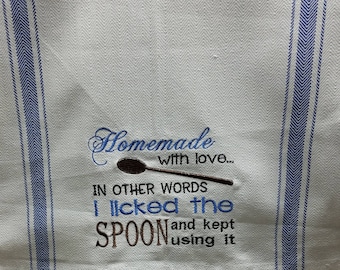 Homemade
with love...
IN OTHER WORDS
I licked the
SPOON and kept
using it